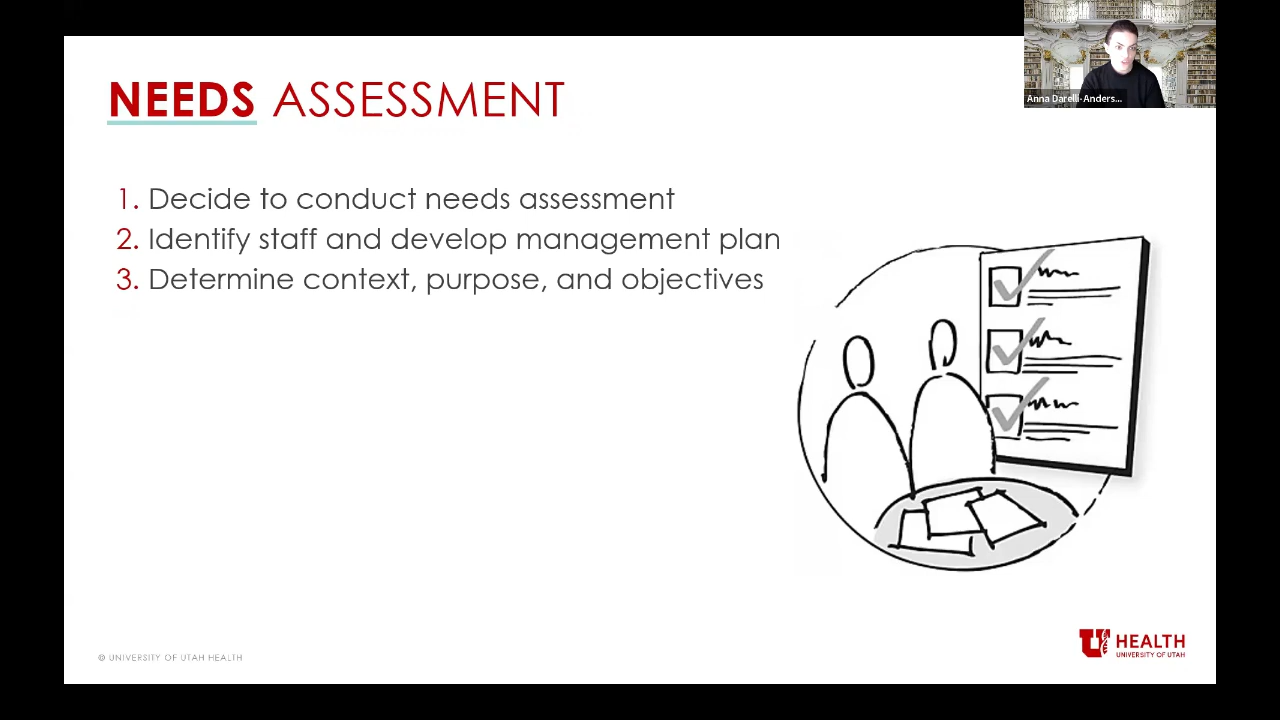 Anna Darelli-Anders...
NEEDS ASSESSMENT
1. Decide to conduct needs assessment
2. Identify staff and develop management plan
3. Determine context, purpose, and objectives
© UNIVERSITY OF UTAH HEALTH
U HEALTH
UNIVERSITY OF UTAH